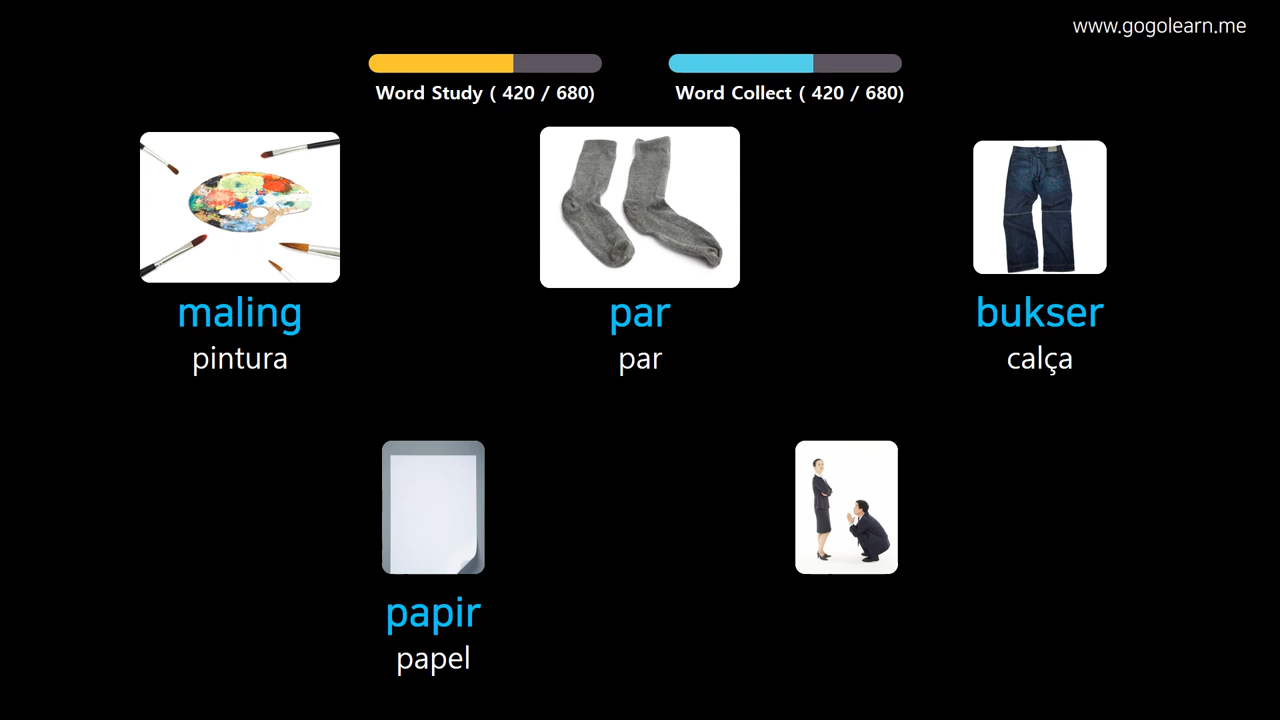 www.gogolearn.me
Word Study ( 420 / 680)
Word Collect ( 420 / 680)
maling
par
bukser
pintura
par
calça
papir
papel